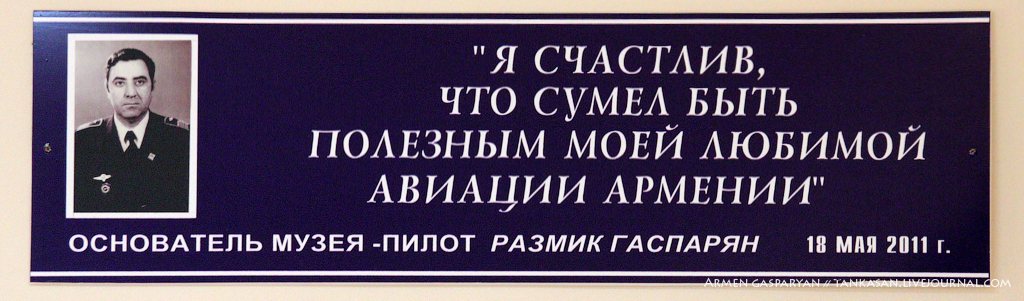 "Я СЧАСТЛИВ,
ЧТО СУМЕЛ БЫТЬ
ПОЛЕЗНЫМ МОЕЙ ЛЮБИМОЙ
АВИАЦИИ АРМЕНИИ"
ОСНОВАТЕЛЬ МУЗЕЯ -ПИЛОТ РАЗМИК ГАСПАРЯН 18 МАЯ 2011 г.
ARMEN GASPARYAN // TANKASAN.LIVEJOURNAL.COM